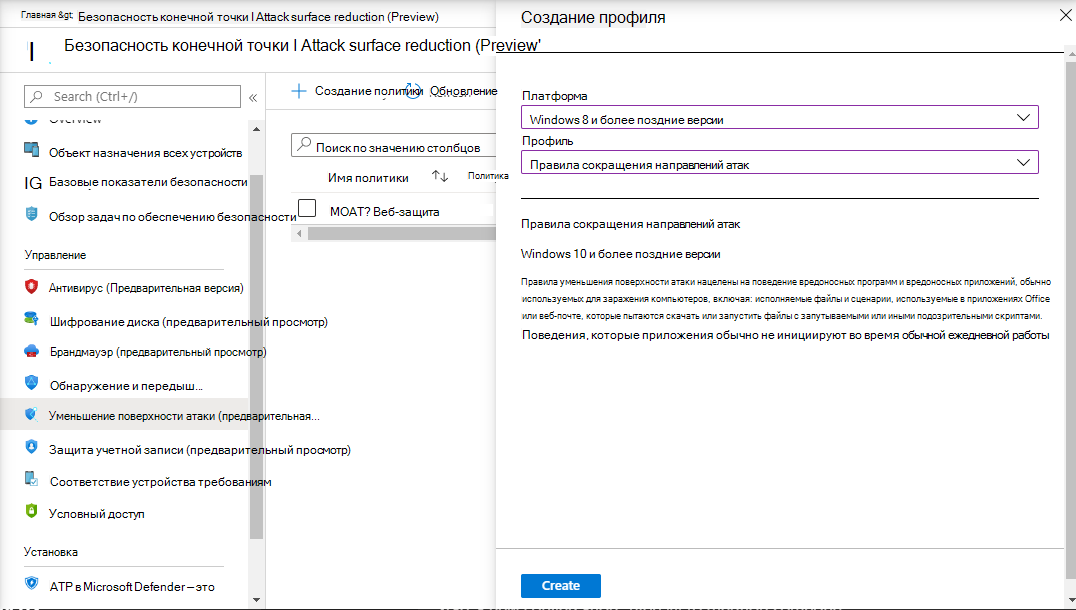 Главная &gt; Безопасность конечной точки I Attack surface reduction (Preview)
Безопасность конечной точки I Attack surface reduction (Preview'
Search (Ctrl+/)
«
Overview
Объект назначения всех устройств
IG Базовые показатели безопасности
Обзор задач по обеспечению безопасности
Управление
Антивирус (Предварительная версия)
Шифрование диска (предварительный просмотр)
Брандмауэр (предварительный просмотр)
Обнаружение и передыш...
Уменьшение поверхности атаки (предварительная...
Защита учетной записи (предварительный просмотр)
Соответствие устройства требованиям
Условный доступ
Установка
ATP в Microsoft Defender – это
Создание политики
Обновление
Поиск по значению столбцов
Имя политики
Политика
МОАТ? Веб-защита
Создание профиля
Платформа
Windows 8 и более поздние версии
Профиль
Правила сокращения направлений атак
Правила сокращения направлений атак
Windows 10 и более поздние версии
Правила уменьшения поверхности атаки нацелены на поведение вредоносных программ и вредоносных приложений, обычно
используемых для заражения компьютеров, включая: исполняемые файлы и сценарии, используемые в приложениях Office
или веб-почте, которые пытаются скачать или запустить файлы с запутываемыми или иными подозрительными скриптами.
Поведения, которые приложения обычно не инициируют во время обычной ежедневной работы
Create